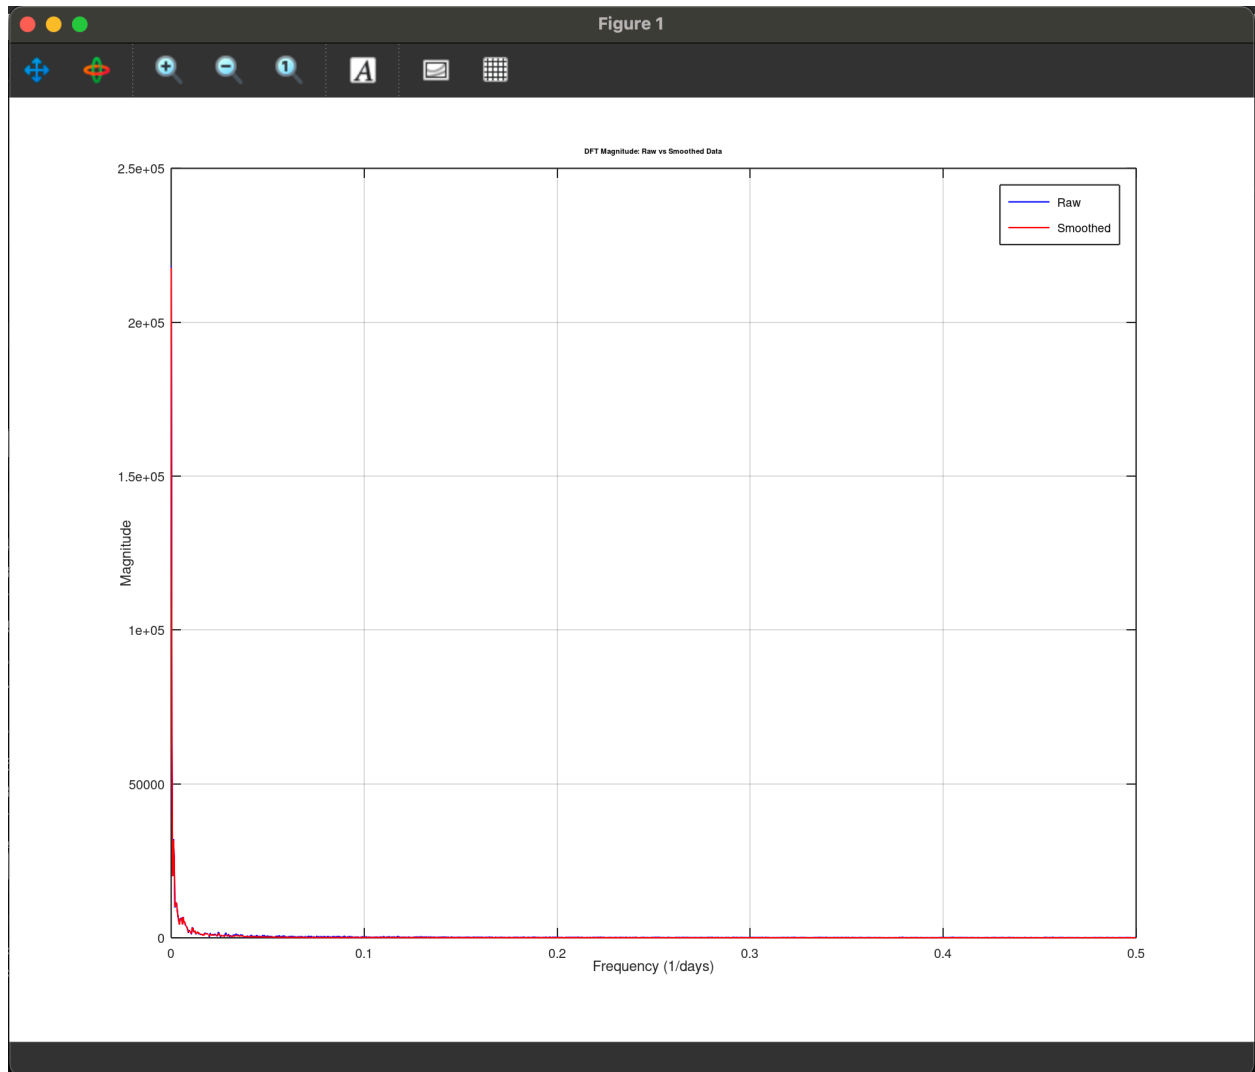 Figure 1
A
DFT Magnitude: Raw vs Smoothed Data
2.5e+05
2e+05
1.5e+05
1e+05
50000
0
Magnitude
Raw
Smoothed
0 0.1 0.2 0.3 0.4 0.5
Frequency (1/days)